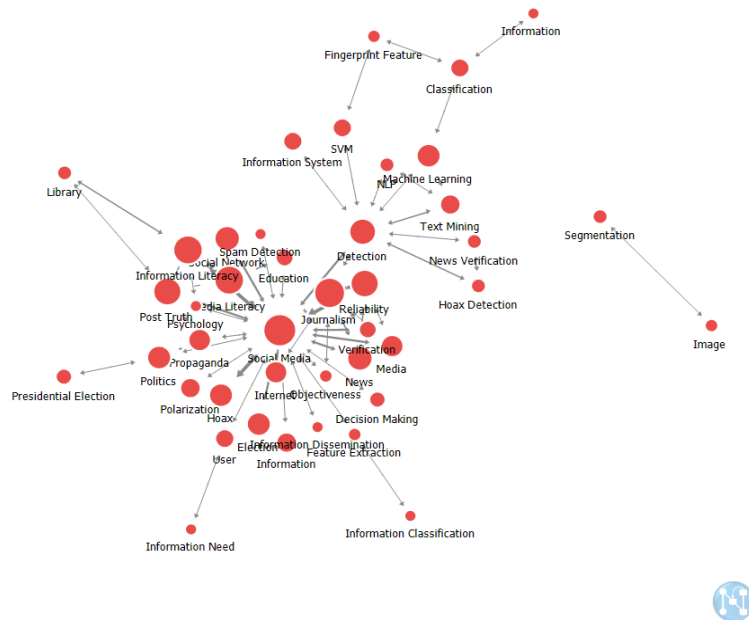 Information
Fingerprint Feature
Classification
SVM
Information System
Machine Learning
NLP
Library
Text Mining
Segmentation
Detection
Spam Detection
News Verification
Social Network
Information Literacy
Education
Hoax Detection
Media Literacy
Reliability
Post Truth
Journalism
Psychology
Image
Verification
Social Media
Propaganda
Media
Politics
News
Presidential Election
Internet
Objectiveness
Polarization
Hoax
Decision Making
Election
Information Dissemination
User
Information
Feature Extraction
Information Classification
Information Need